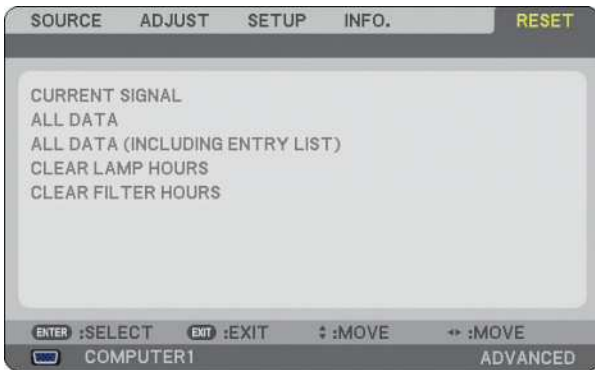 SOURCE ADJUST SETUP INFO. RESET
CURRENT SIGNAL
ALL DATA
ALL DATA (INCLUDING ENTRY LIST)
CLEAR LAMP HOURS
CLEAR FILTER HOURS
ENTER :SELECT EXIT :EXIT :MOVE :MOVE
COMPUTER1 ADVANCED